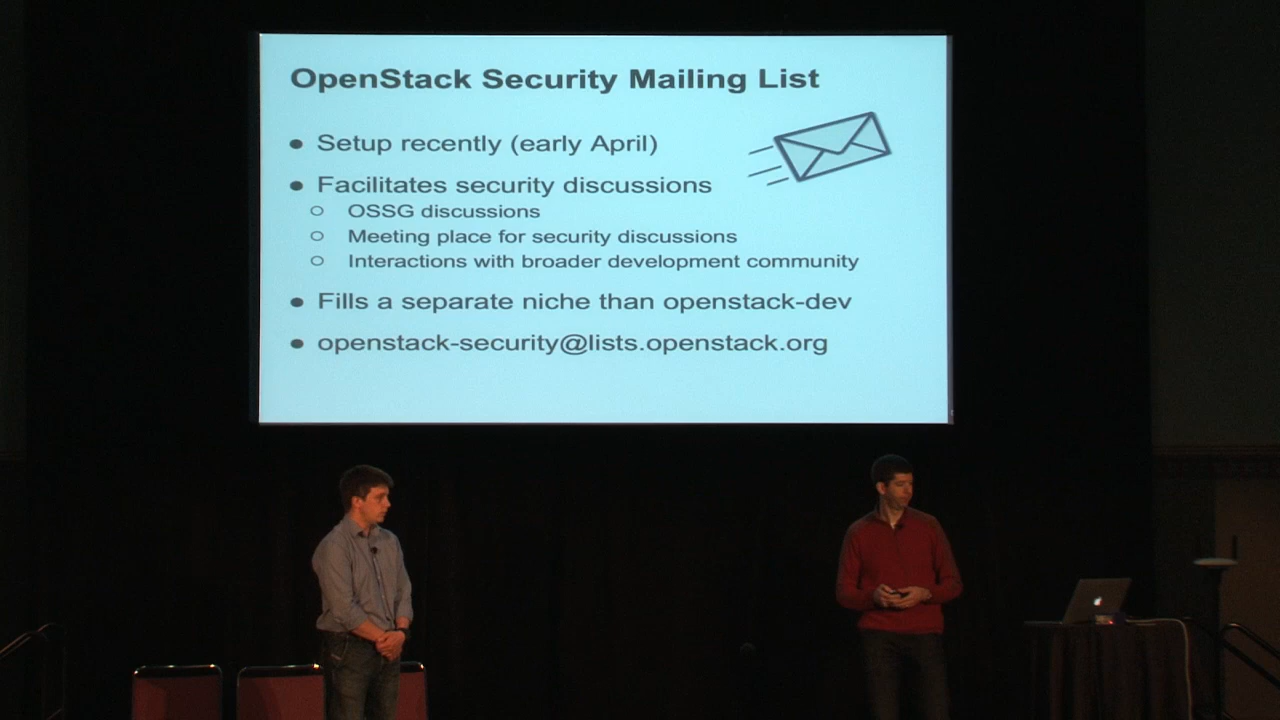 OpenStack Security Mailing List
● Setup recently (early April)
● Facilitates security discussions
○ OSSG discussions
○ Meeting place for security discussions
○ Interactions with broader development community
● Fills a separate niche than openstack-dev
● openstack-security@lists.openstack.org